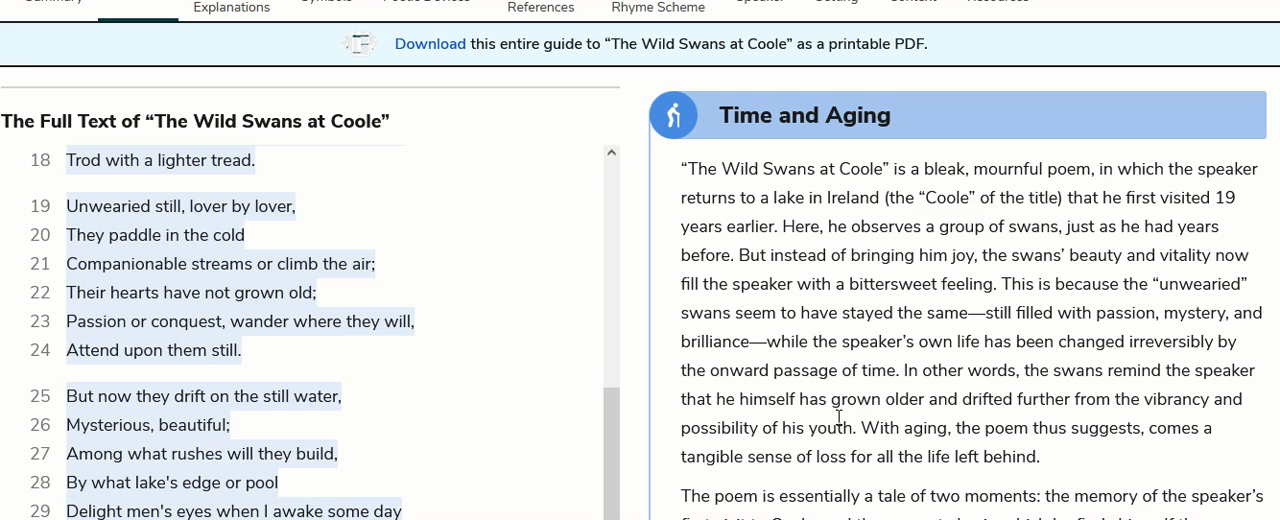 Summary
Explanations
Symbols
Poetic Devices
References
Rhyme Scheme
Speaker
Setting
Context
Resources
Download this entire guide to “The Wild Swans at Coole” as a printable PDF.
The Full Text of “The Wild Swans at Coole”
18 Trod with a lighter tread.
19 Unwearied still, lover by lover,
20 They paddle in the cold
21 Companionable streams or climb the air;
22 Their hearts have not grown old;
23 Passion or conquest, wander where they will,
24 Attend upon them still.
25 But now they drift on the still water,
26 Mysterious, beautiful;
27 Among what rushes will they build,
28 By what lake's edge or pool
29 Delight men's eyes when I awake some day
Time and Aging
“The Wild Swans at Coole” is a bleak, mournful poem, in which the speaker
returns to a lake in Ireland (the “Coole” of the title) that he first visited 19
years earlier. Here, he observes a group of swans, just as he had years
before. But instead of bringing him joy, the swans’ beauty and vitality now
fill the speaker with a bittersweet feeling. This is because the “unwearied”
swans seem to have stayed the same—still filled with passion, mystery, and
brilliance—while the speaker’s own life has been changed irreversibly by
the onward passage of time. In other words, the swans remind the speaker
that he himself has grown older and drifted further from the vibrancy and
possibility of his youth. With aging, the poem thus suggests, comes a
tangible sense of loss for all the life left behind.
The poem is essentially a tale of two moments: the memory of the speaker’s